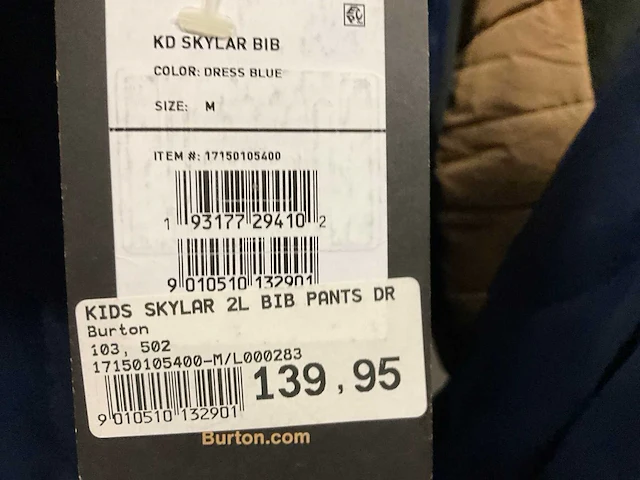 KD SKYLAR BIB
COLOR: DRESS BLUE
SIZE: M
ITEM #: 17150105400
1 93177 29410 2
9 010510 132901
KIDS SKYLAR 2L BIB PANTS DR
Burton
103, 502
17150105400-M/L000283
139,95
9 010510 132901
Burton.com